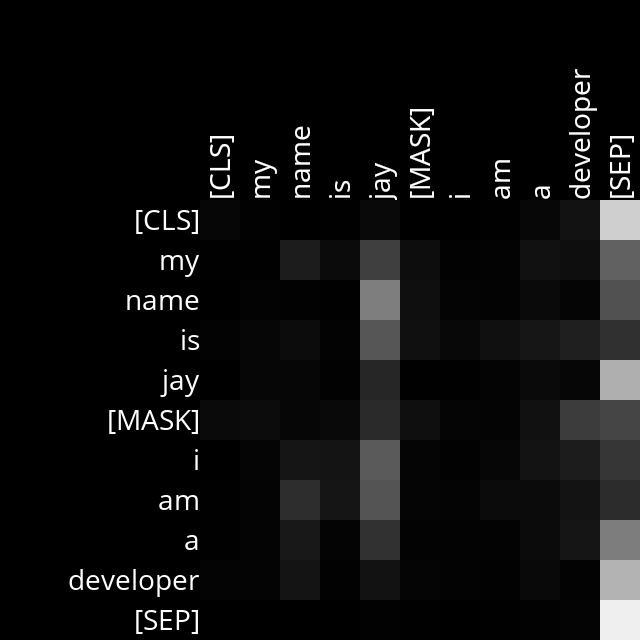 [CLS]
my
name
is
jay
[MASK]
i
am
a
developer
[SEP]
[CLS]
my
name
is
jay
[MASK]
i
am
a
developer
[SEP]